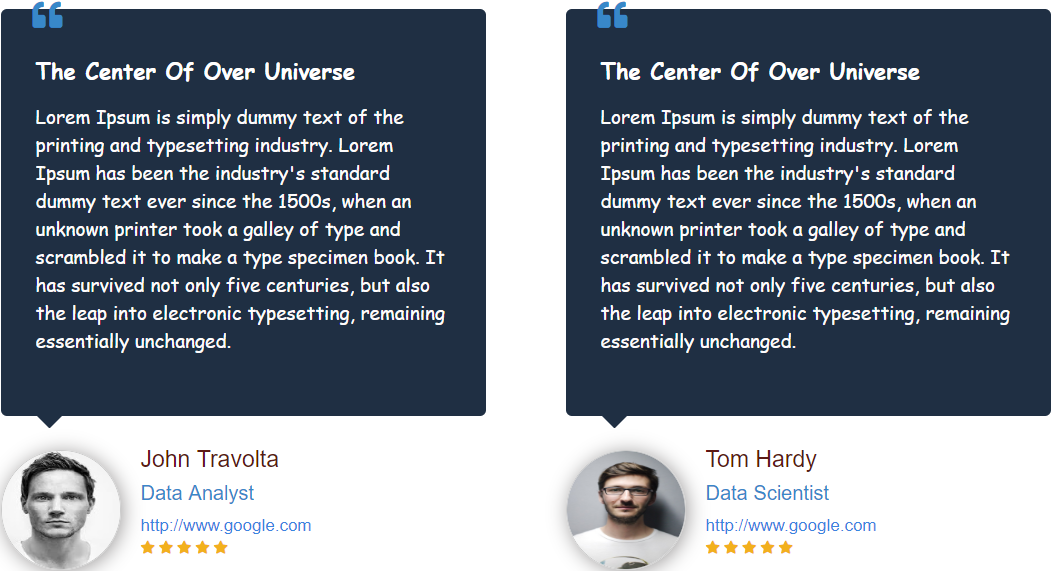 The Center Of Over Universe
Lorem Ipsum is simply dummy text of the
printing and typesetting industry. Lorem
Ipsum has been the industry's standard
dummy text ever since the 1500s, when an
unknown printer took a galley of type and
scrambled it to make a type specimen book. It
has survived not only five centuries, but also
the leap into electronic typesetting, remaining
essentially unchanged.
John Travolta
Data Analyst
http://www.google.com
The Center Of Over Universe
Lorem Ipsum is simply dummy text of the
printing and typesetting industry. Lorem
Ipsum has been the industry's standard
dummy text ever since the 1500s, when an
unknown printer took a galley of type and
scrambled it to make a type specimen book. It
has survived not only five centuries, but also
the leap into electronic typesetting, remaining
essentially unchanged.
Tom Hardy
Data Scientist
http://www.google.com